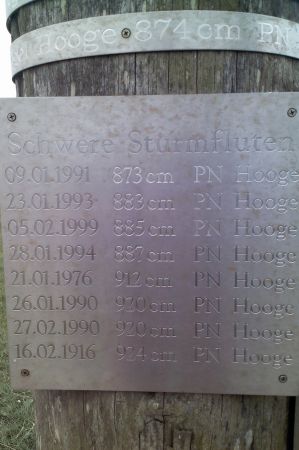 Hooge 874 cm PN
Schwere Sturmfluten
09.01.1991 873 cm PN Hooge
23.01.1993 883 cm PN Hooge
05.02.1999 885 cm PN Hooge
28.01.1994 887 cm PN Hooge
21.01.1976 912 cm PN Hooge
26.01.1990 920 cm PN Hooge
27.02.1990 920 cm PN Hooge
16.02.1916 924 cm PN Hooge